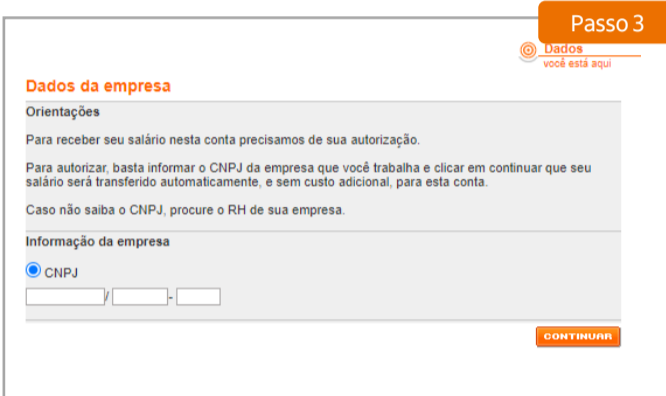 Passo 3
Dados
você está aqui
Dados da empresa
Orientações
Para receber seu salário nesta conta precisamos de sua autorização.
Para autorizar, basta informar o CNPJ da empresa que você trabalha e clicar em continuar que seu
salário será transferido automaticamente, e sem custo adicional, para esta conta.
Caso não saiba o CNPJ, procure o RH de sua empresa.
Informação da empresa
CNPJ
/ -
CONTINUAR